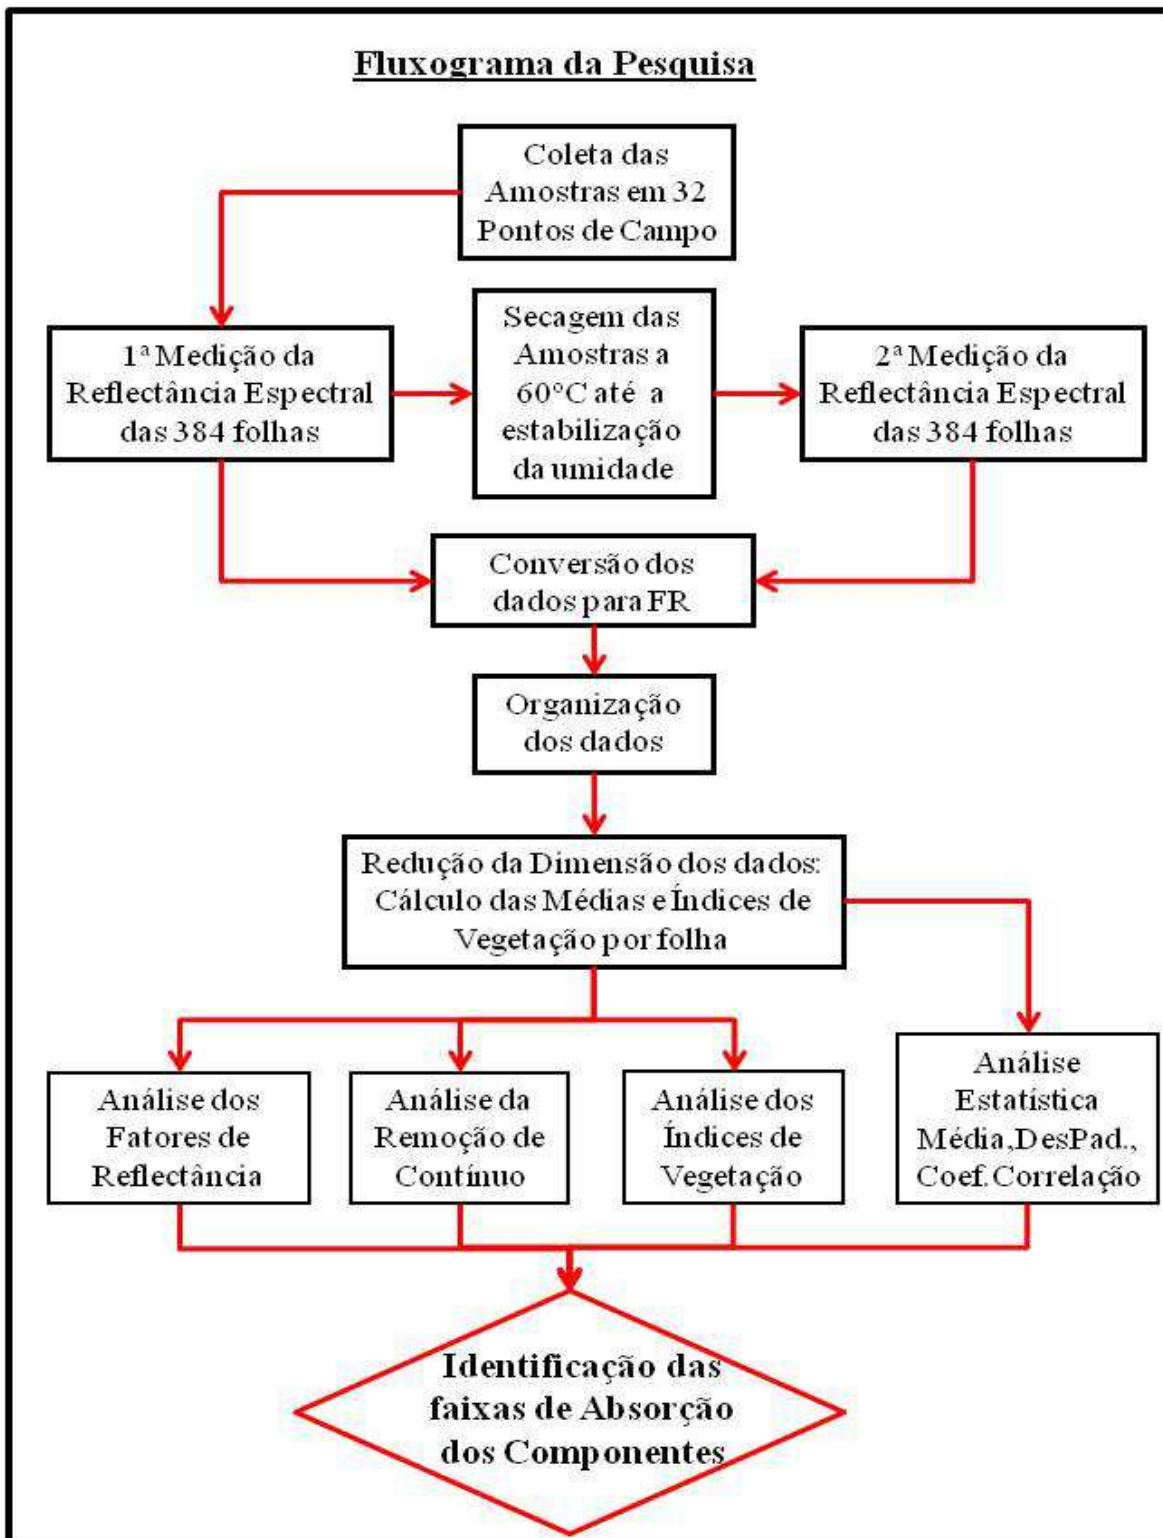 Fluxograma da Pesquisa
Coleta das
Amostras em 32
Pontos de Campo
1ª Medição da
Reflectância Espectral
das 384 folhas
Secagem das
Amostras a
60°C até a
estabilização
da umidade
2ª Medição da
Reflectância Espectral
das 384 folhas
Conversão dos
dados para FR
Organização
dos dados
Redução da Dimensão dos dados:
Cálculo das Médias e Índices de
Vegetação por folha
Análise dos
Fatores de
Reflectância
Análise da
Remoção de
Contínuo
Análise dos
Índices de
Vegetação
Análise
Estatística
Média,DesPad.,
Coef.Correlação
Identificação das
faixas de Absorção
dos Componentes